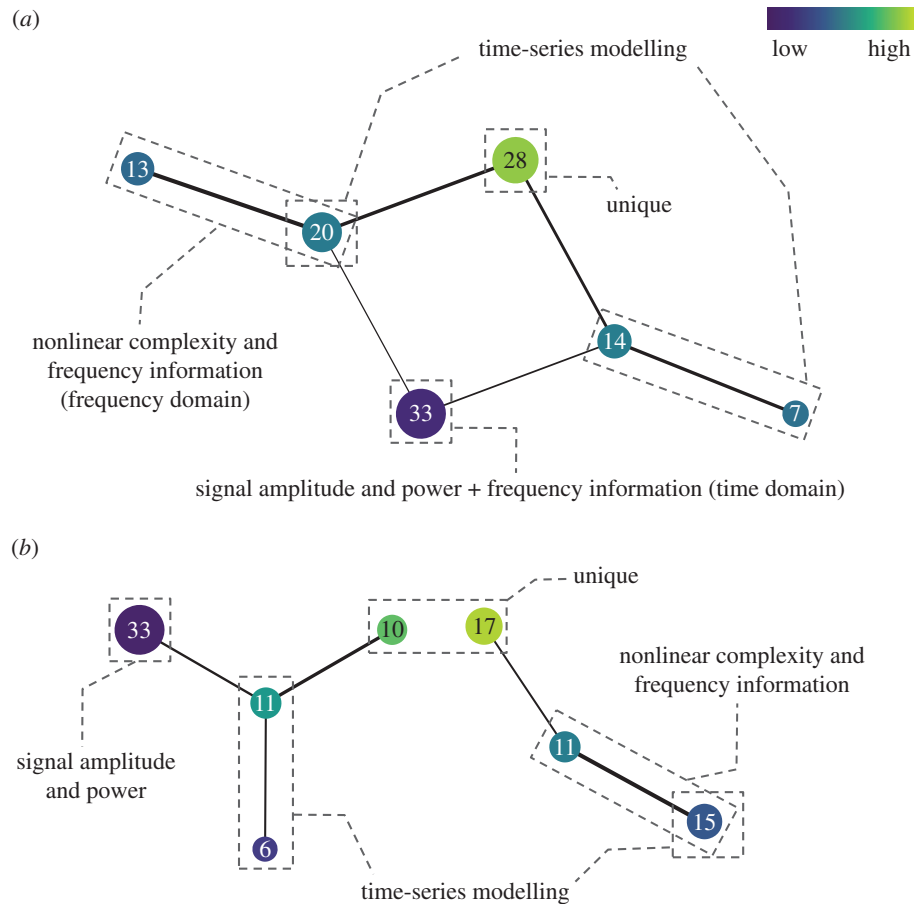 (a)
low high
time-series modelling
13
28
unique
20
nonlinear complexity and
frequency information
(frequency domain)
14
33
7
signal amplitude and power + frequency information (time domain)
(b)
unique
33
10
17
nonlinear complexity and
frequency information
11
11
signal amplitude
and power
15
6
time-series modelling